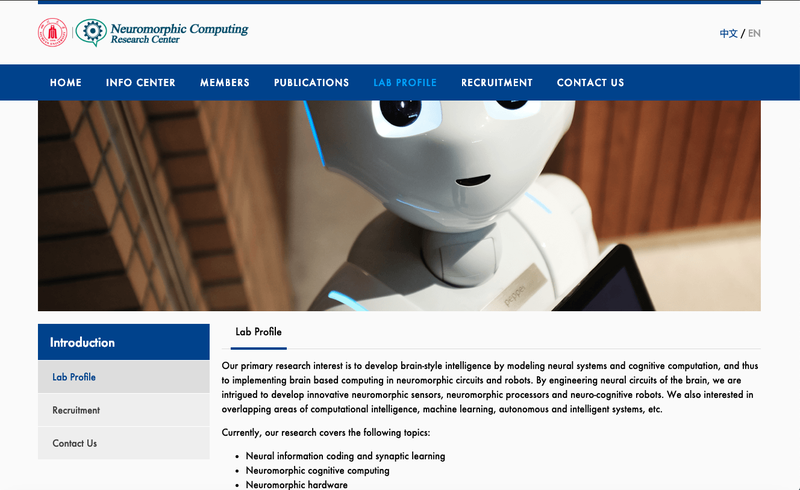 Neuromorphic Computing
Research Center
中文 / EN
HOME INFO CENTER MEMBERS PUBLICATIONS LAB PROFILE RECRUITMENT CONTACT US
Introduction
Lab Profile
Recruitment
Contact Us
Lab Profile
Our primary research interest is to develop brain-style intelligence by modeling neural systems and cognitive computation, and thus
to implementing brain based computing in neuromorphic circuits and robots. By engineering neural circuits of the brain, we are
intrigued to develop innovative neuromorphic sensors, neuromorphic processors and neuro-cognitive robots. We also interested in
overlapping areas of computational intelligence, machine learning, autonomous and intelligent systems, etc.
Currently, our research covers the following topics:
• Neural information coding and synaptic learning
• Neuromorphic cognitive computing
• Neuromorphic hardware